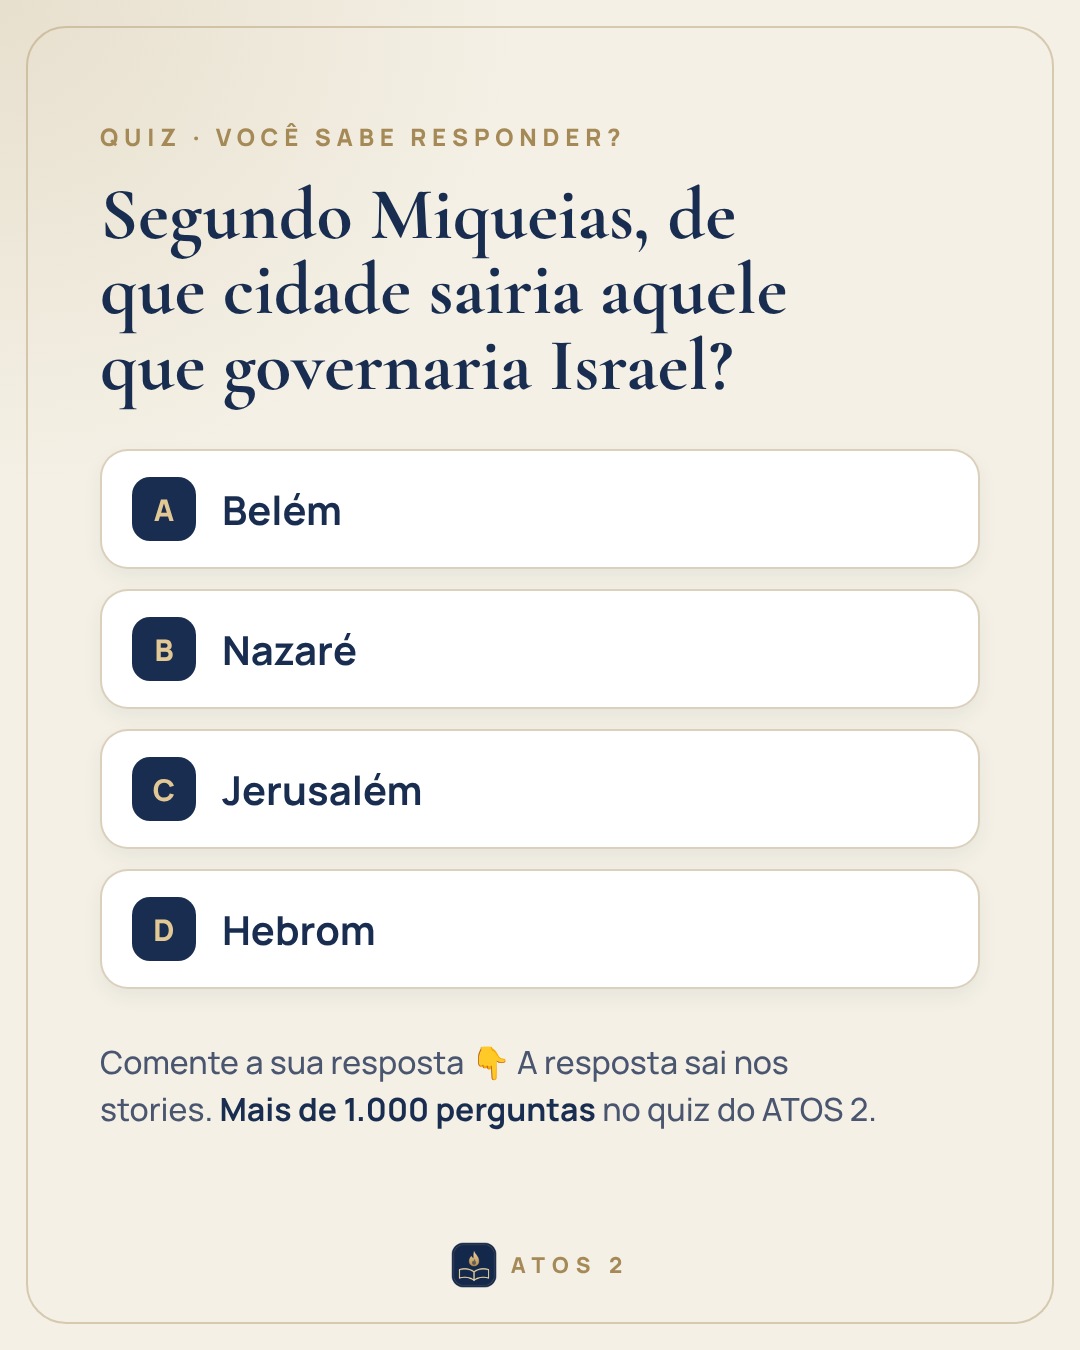 QUIZ · VOCÊ SABE RESPONDER?
Segundo Miqueias, de
que cidade sairia aquele
que governaria Israel?
A Belém
B Nazaré
C Jerusalém
D Hebrom
Comente a sua resposta 👇 A resposta sai nos
stories. Mais de 1.000 perguntas no quiz do ATOS 2.
ATOS 2